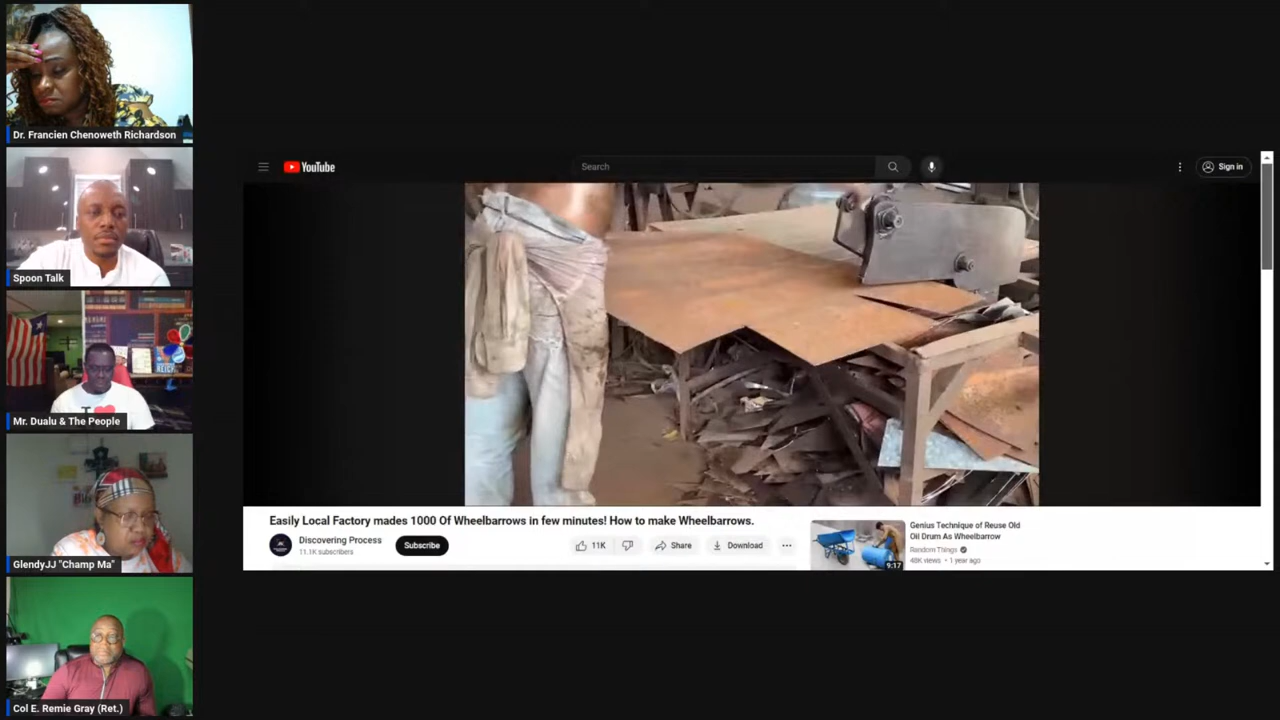 Dr. Francien Chenoweth Richardson
Spoon Talk
Mr. Dualu & The People
GlendyJJ "Champ Ma"
Col E. Remie Gray (Ret.)
YouTube
Search
Sign in
Easily Local Factory mades 1000 Of Wheelbarrows in few minutes! How to make Wheelbarrows.
Discovering Process
11.1K subscribers
Subscribe
11K
Share
Download
9:17
Genius Technique of Reuse Old
Oil Drum As Wheelbarrow
Random Things
48K views • 1 year ago